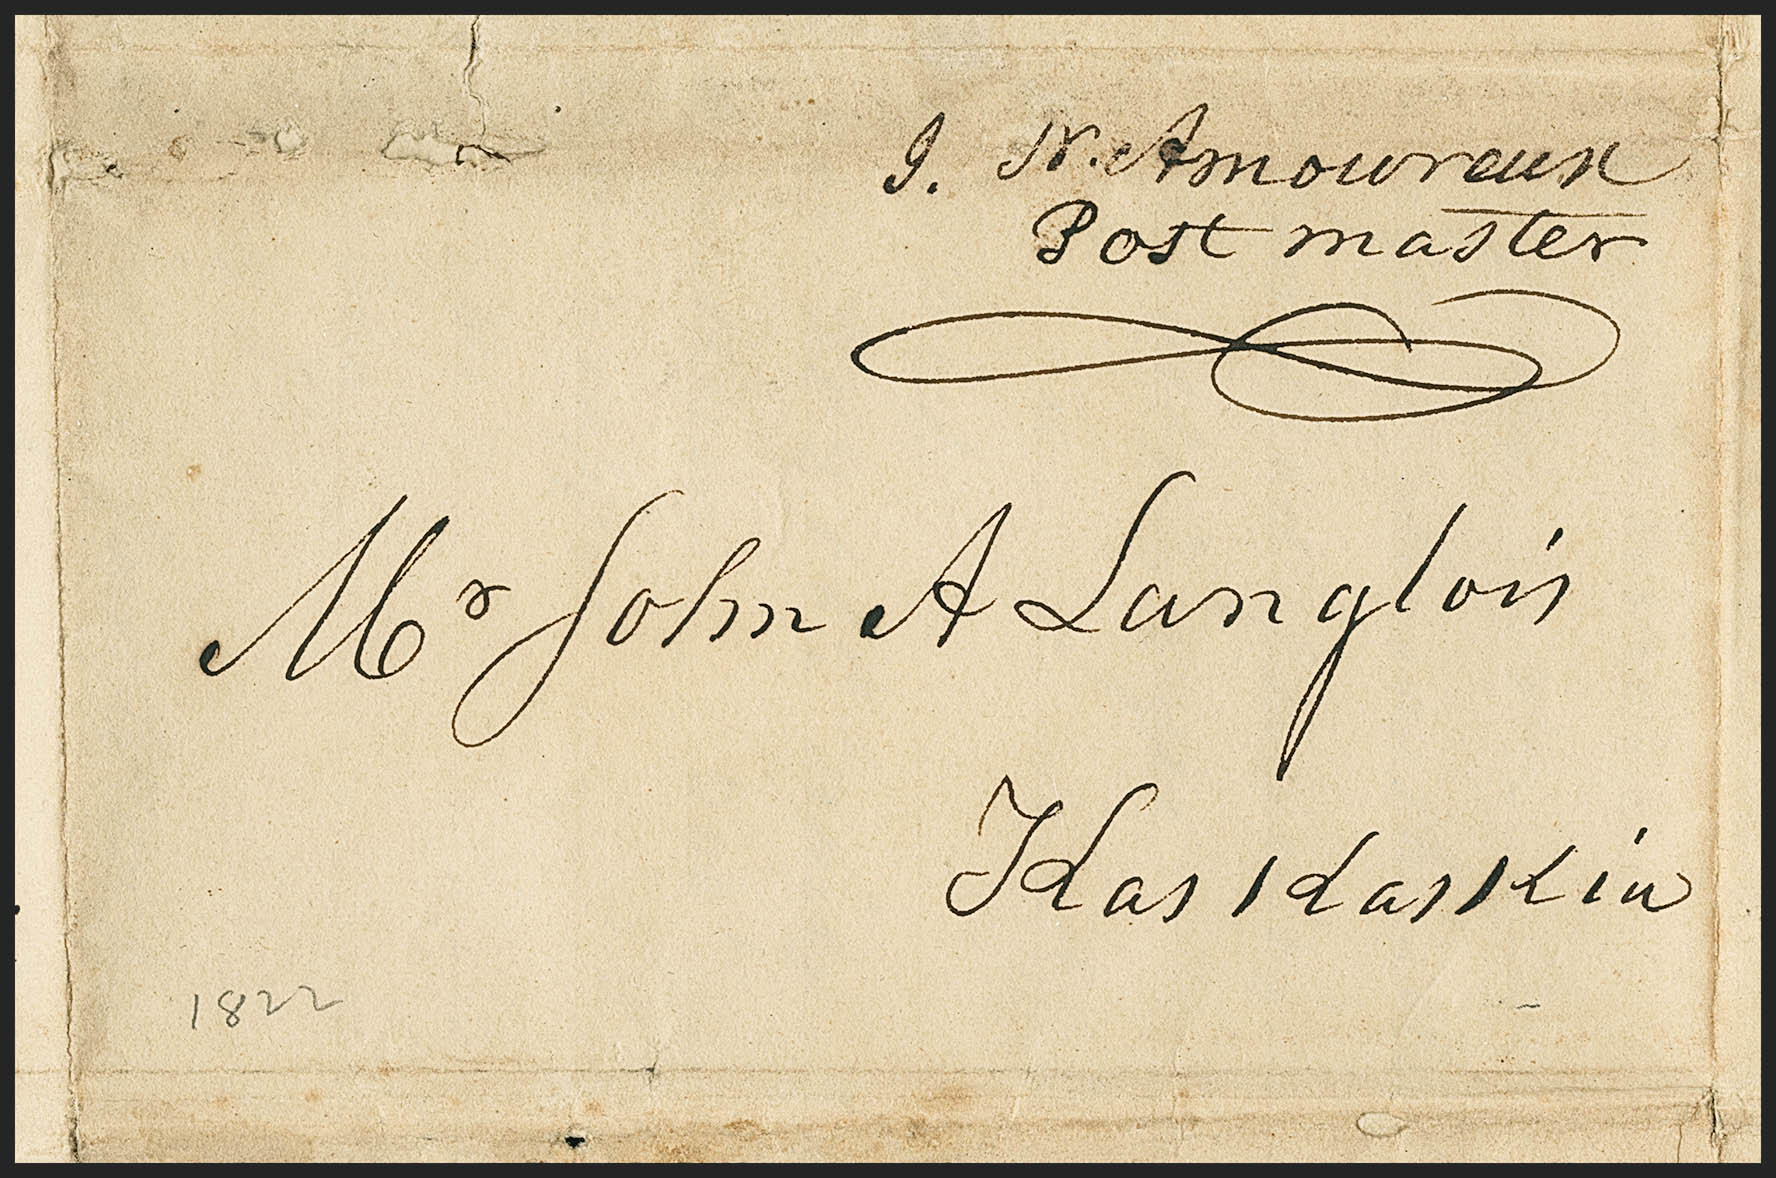 J. N. Amoureux
Post master
Mr John A Langlois
Kaskaskia
1822